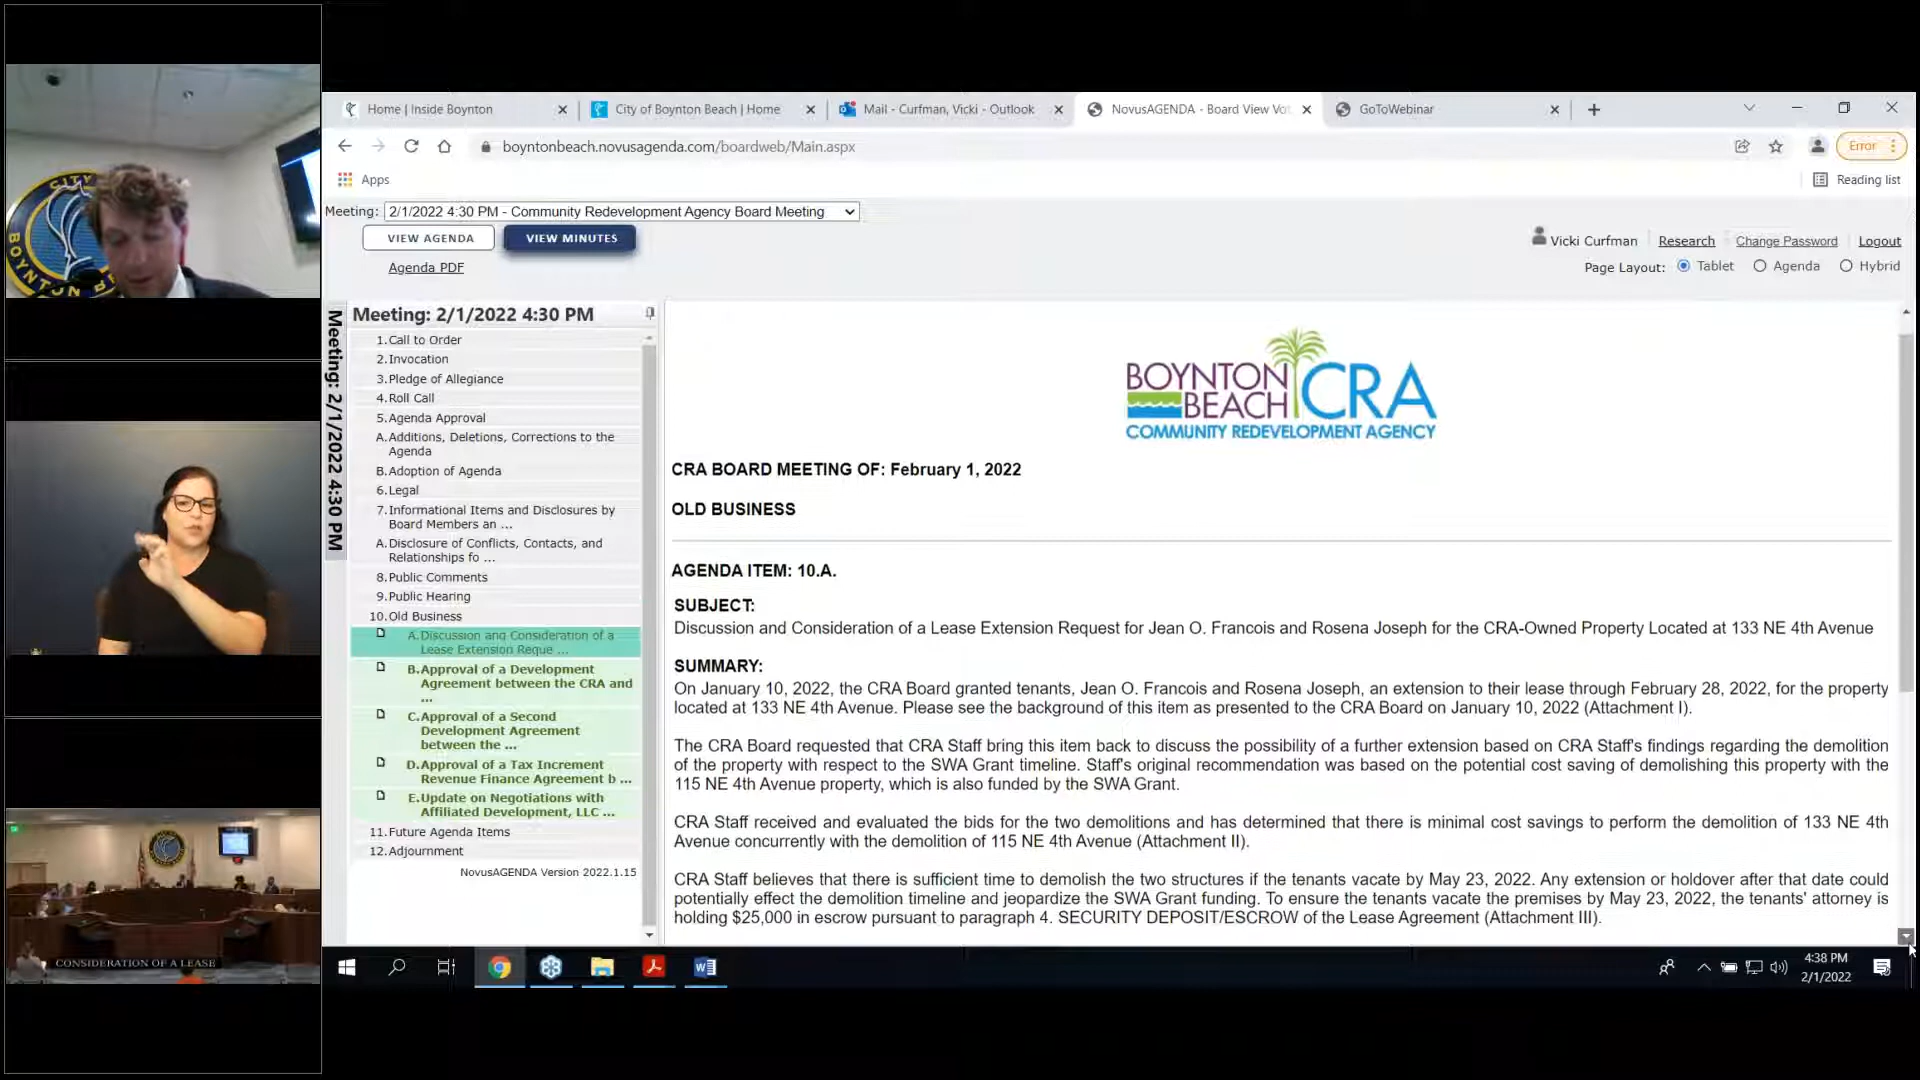 CITY
BOYNTON BE
CONSIDERATION OF A LEASE
Home | Inside Boynton
City of Boynton Beach | Home
Mail - Curfman, Vicki - Outlook
NovusAGENDA - Board View Vot
GoToWebinar
boyntonbeach.novusagenda.com/boardweb/Main.aspx
Error
Apps
Reading list
Meeting: 2/1/2022 4:30 PM - Community Redevelopment Agency Board Meeting
VIEW AGENDA
VIEW MINUTES
Agenda PDF
Vicki Curfman
Research
Change Password
Logout
Page Layout:
Tablet
Agenda
Hybrid
Meeting: 2/1/2022 4:30 PM
Meeting: 2/1/2022 4:30 PM
1.Call to Order
2.Invocation
3.Pledge of Allegiance
4.Roll Call
5.Agenda Approval
A.Additions, Deletions, Corrections to the
Agenda
B.Adoption of Agenda
6.Legal
7.Informational Items and Disclosures by
Board Members an ...
A.Disclosure of Conflicts, Contacts, and
Relationships fo ...
8.Public Comments
9.Public Hearing
10.Old Business
A.Discussion and Consideration of a
Lease Extension Reque ...
B.Approval of a Development
Agreement between the CRA and
...
C.Approval of a Second
Development Agreement
between the ...
D.Approval of a Tax Increment
Revenue Finance Agreement b ...
E.Update on Negotiations with
Affiliated Development, LLC ...
11.Future Agenda Items
12.Adjournment
NovusAGENDA Version 2022.1.15
BOYNTON
BEACH
CRA
COMMUNITY REDEVELOPMENT AGENCY
CRA BOARD MEETING OF: February 1, 2022
OLD BUSINESS
AGENDA ITEM: 10.A.
SUBJECT:
Discussion and Consideration of a Lease Extension Request for Jean O. Francois and Rosena Joseph for the CRA-Owned Property Located at 133 NE 4th Avenue
SUMMARY:
On January 10, 2022, the CRA Board granted tenants, Jean O. Francois and Rosena Joseph, an extension to their lease through February 28, 2022, for the property
located at 133 NE 4th Avenue. Please see the background of this item as presented to the CRA Board on January 10, 2022 (Attachment I).
The CRA Board requested that CRA Staff bring this item back to discuss the possibility of a further extension based on CRA Staff's findings regarding the demolition
of the property with respect to the SWA Grant timeline. Staff's original recommendation was based on the potential cost saving of demolishing this property with the
115 NE 4th Avenue property, which is also funded by the SWA Grant.
CRA Staff received and evaluated the bids for the two demolitions and has determined that there is minimal cost savings to perform the demolition of 133 NE 4th
Avenue concurrently with the demolition of 115 NE 4th Avenue (Attachment II).
CRA Staff believes that there is sufficient time to demolish the two structures if the tenants vacate by May 23, 2022. Any extension or holdover after that date could
potentially effect the demolition timeline and jeopardize the SWA Grant funding. To ensure the tenants vacate the premises by May 23, 2022, the tenants' attorney is
holding $25,000 in escrow pursuant to paragraph 4. SECURITY DEPOSIT/ESCROW of the Lease Agreement (Attachment III).
4:38 PM
2/1/2022